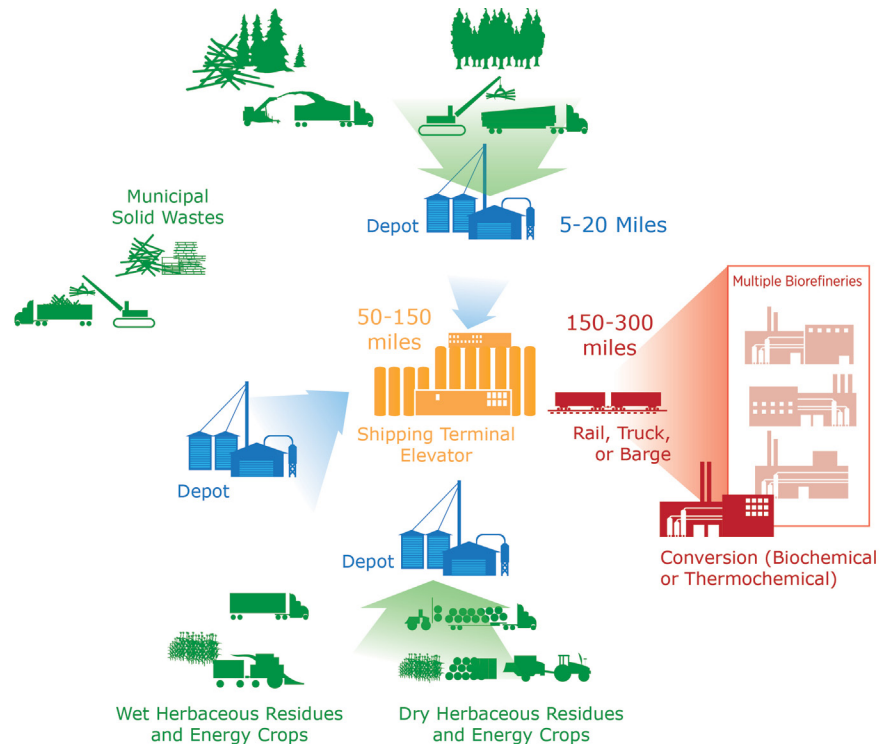 Municipal
Solid Wastes
Depot
5-20 Miles
Multiple Biorefineries
50-150
miles
150-300
miles
Shipping Terminal
Elevator
Rail, Truck,
or Barge
Depot
Depot
Conversion (Biochemical
or Thermochemical)
Wet Herbaceous Residues
and Energy Crops
Dry Herbaceous Residues
and Energy Crops